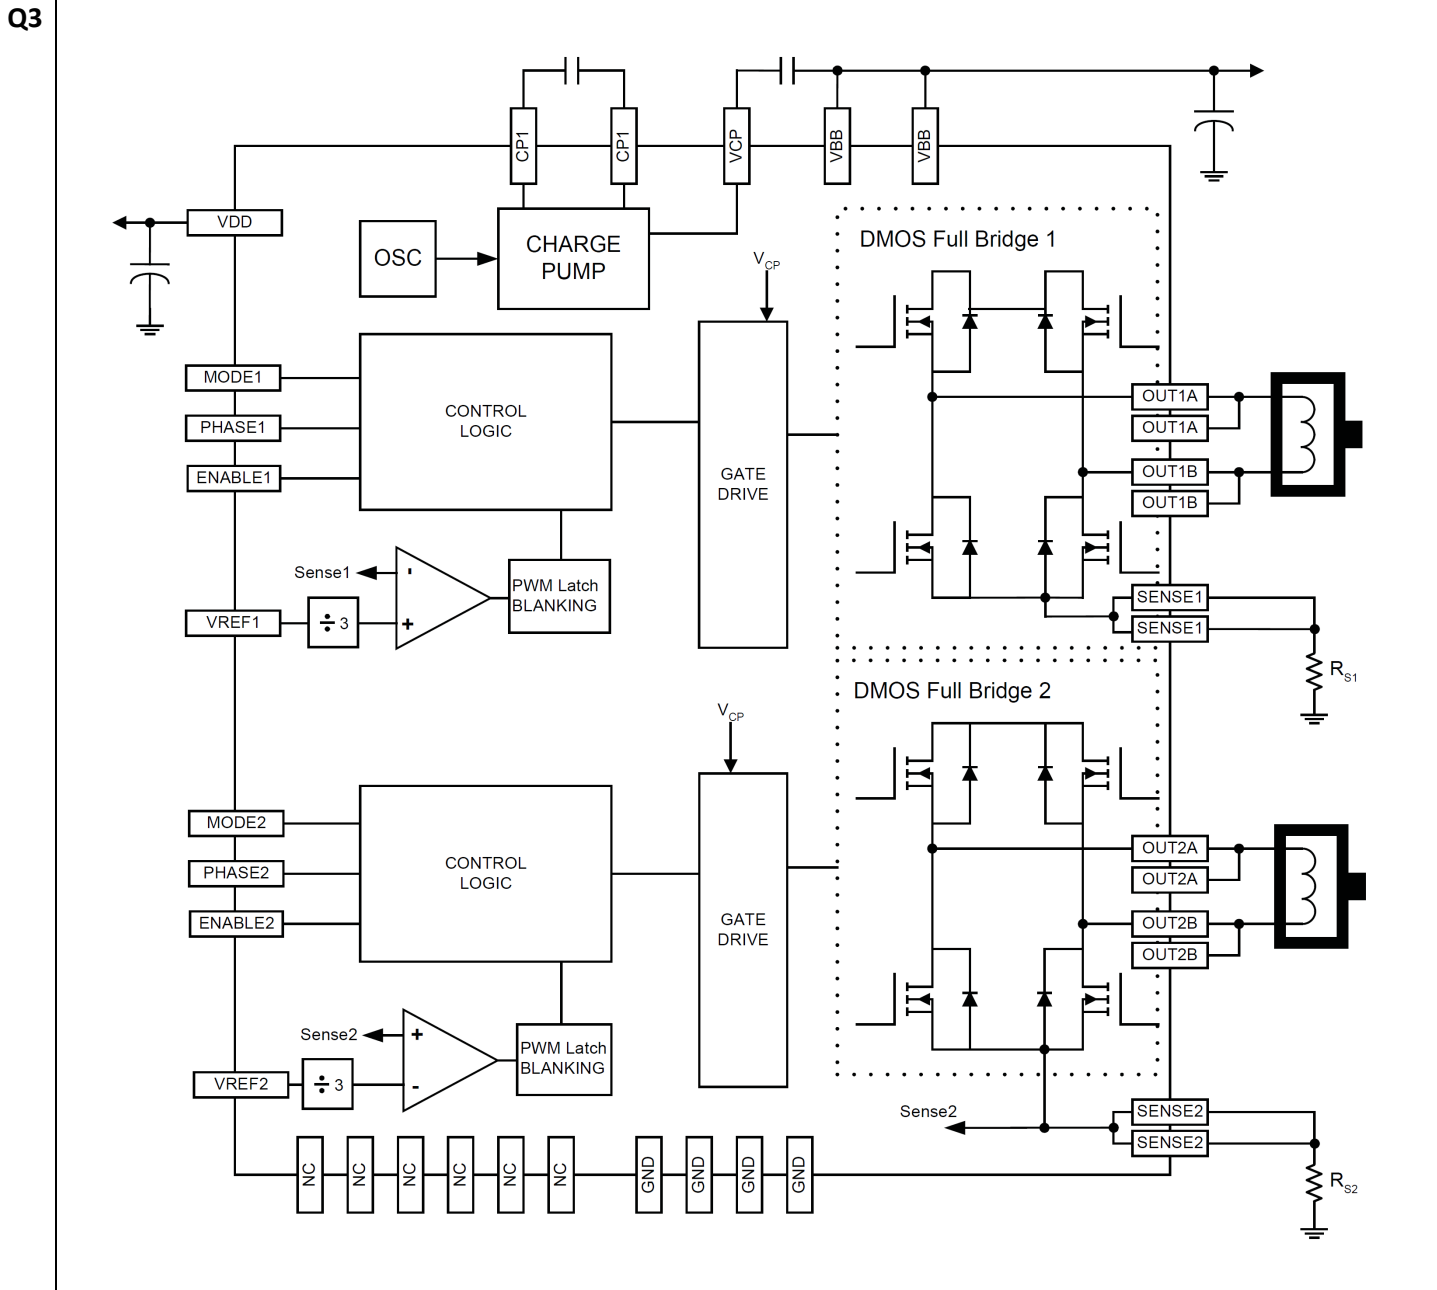 Q3
CP1
CP1
VCP
VBB
VBB
VDD
OSC
CHARGE
PUMP
DMOS Full Bridge 1
VCP
MODE1
PHASE1
ENABLE1
CONTROL
LOGIC
GATE
DRIVE
OUT1A
OUT1A
OUT1B
OUT1B
Sense1
-
+
PWM Latch
BLANKING
VREF1
÷ 3
SENSE1
SENSE1
RS1
DMOS Full Bridge 2
VCP
MODE2
PHASE2
ENABLE2
CONTROL
LOGIC
GATE
DRIVE
OUT2A
OUT2A
OUT2B
OUT2B
Sense2
+
-
PWM Latch
BLANKING
VREF2
÷ 3
Sense2
SENSE2
SENSE2
RS2
NC
NC
NC
NC
NC
NC
GND
GND
GND
GND